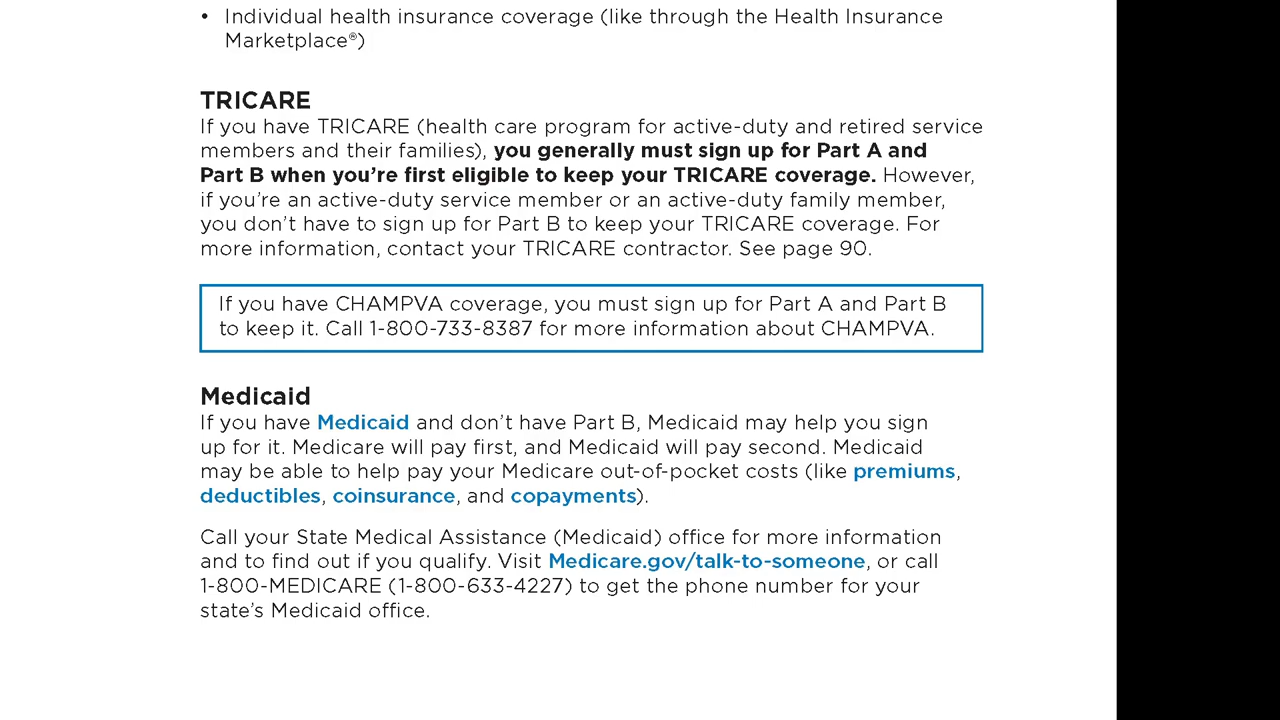 • Individual health insurance coverage (like through the Health Insurance
Marketplace®)
TRICARE
If you have TRICARE (health care program for active-duty and retired service
members and their families), you generally must sign up for Part A and
Part B when you’re first eligible to keep your TRICARE coverage. However,
if you’re an active-duty service member or an active-duty family member,
you don’t have to sign up for Part B to keep your TRICARE coverage. For
more information, contact your TRICARE contractor. See page 90.
If you have CHAMPVA coverage, you must sign up for Part A and Part B
to keep it. Call 1-800-733-8387 for more information about CHAMPVA.
Medicaid
If you have Medicaid and don’t have Part B, Medicaid may help you sign
up for it. Medicare will pay first, and Medicaid will pay second. Medicaid
may be able to help pay your Medicare out-of-pocket costs (like premiums,
deductibles, coinsurance, and copayments).
Call your State Medical Assistance (Medicaid) office for more information
and to find out if you qualify. Visit Medicare.gov/talk-to-someone, or call
1-800-MEDICARE (1-800-633-4227) to get the phone number for your
state’s Medicaid office.